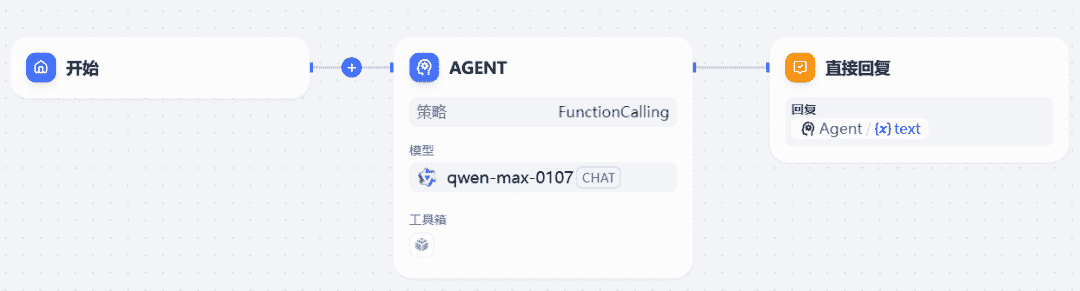 开始
AGENT
策略 FunctionCalling
模型
qwen-max-0107 CHAT
工具箱
直接回复
回复
Agent / {x} text